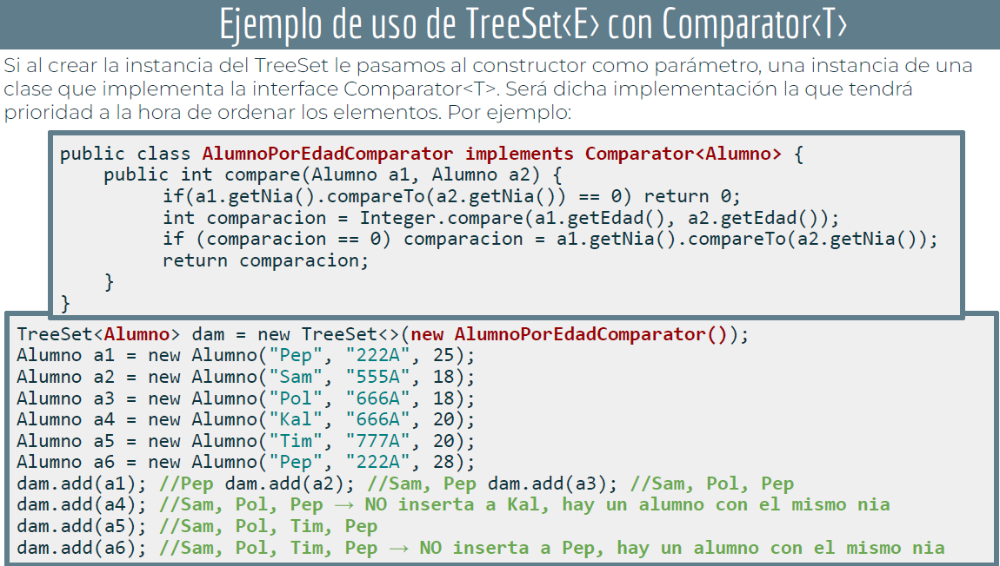 Ejemplo de uso de TreeSet<E> con Comparator<T>
Si al crear la instancia del TreeSet le pasamos al constructor como parámetro, una instancia de una
clase que implementa la interface Comparator<T>. Será dicha implementación la que tendrá
prioridad a la hora de ordenar los elementos. Por ejemplo:
public class AlumnoPorEdadComparator implements Comparator<Alumno> {
    public int compare(Alumno a1, Alumno a2) {
        if(a1.getNia().compareTo(a2.getNia()) == 0) return 0;
        int comparacion = Integer.compare(a1.getEdad(), a2.getEdad());
        if (comparacion == 0) comparacion = a1.getNia().compareTo(a2.getNia());
        return comparacion;
    }
}
TreeSet<Alumno> dam = new TreeSet<>(new AlumnoPorEdadComparator());
Alumno a1 = new Alumno("Pep", "222A", 25);
Alumno a2 = new Alumno("Sam", "555A", 18);
Alumno a3 = new Alumno("Pol", "666A", 18);
Alumno a4 = new Alumno("Kal", "666A", 20);
Alumno a5 = new Alumno("Tim", "777A", 20);
Alumno a6 = new Alumno("Pep", "222A", 28);
dam.add(a1); //Pep dam.add(a2); //Sam, Pep dam.add(a3); //Sam, Pol, Pep
dam.add(a4); //Sam, Pol, Pep → NO inserta a Kal, hay un alumno con el mismo nia
dam.add(a5); //Sam, Pol, Tim, Pep
dam.add(a6); //Sam, Pol, Tim, Pep → NO inserta a Pep, hay un alumno con el mismo nia